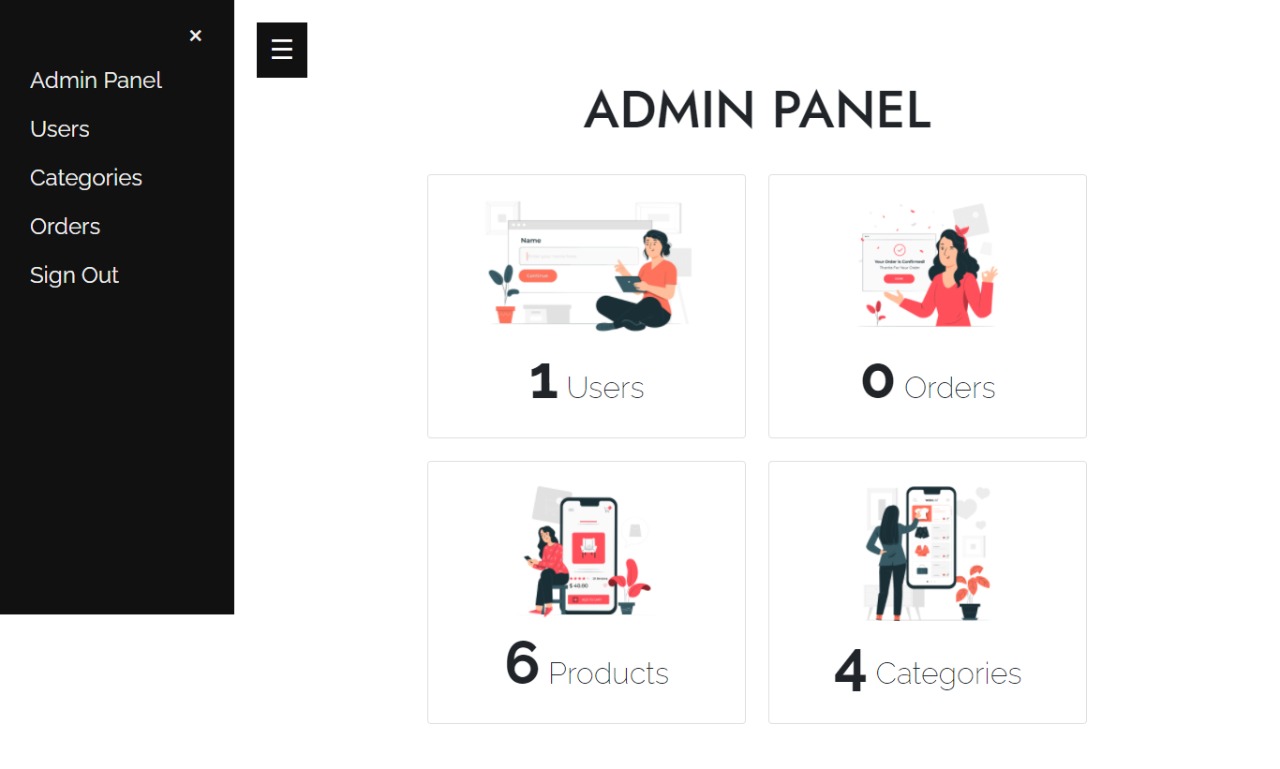 ×
Admin Panel
Users
Categories
Orders
Sign Out
☰
ADMIN PANEL
Name
CONTINUE
1 Users
Your Order is Confirmed!
Thanks For Your Order
0 Orders
$ 40.00
6 Products
4 Categories